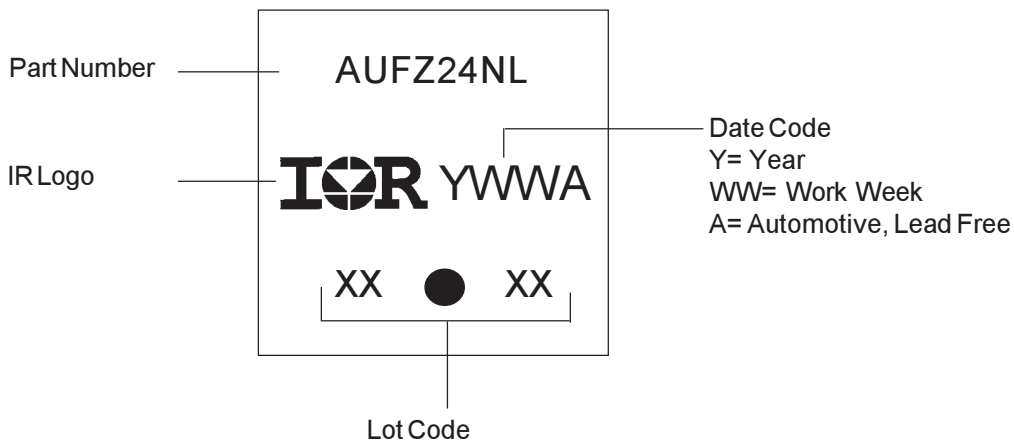 Part Number
AUFZ24NL
IR Logo
IOR YWWA
Date Code
Y= Year
WW= Work Week
A= Automotive, Lead Free
XX ● XX
Lot Code